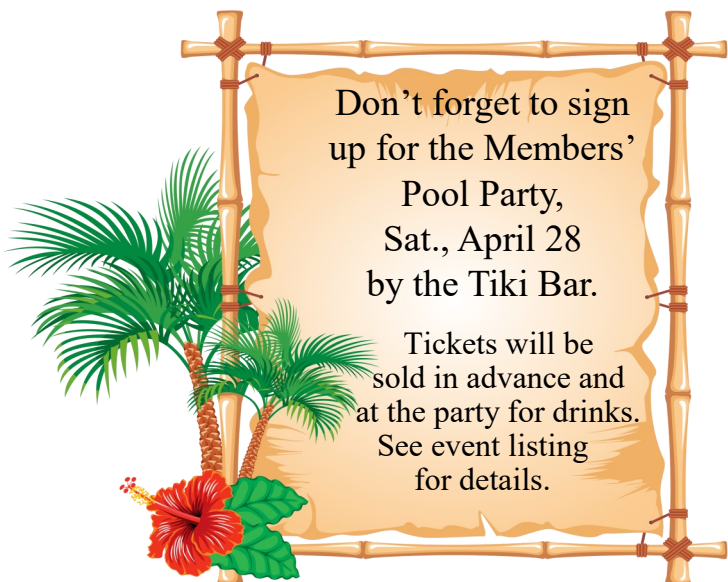 Don’t forget to sign
up for the Members’
Pool Party,
Sat., April 28
by the Tiki Bar.
Tickets will be
sold in advance and
at the party for drinks.
See event listing
for details.